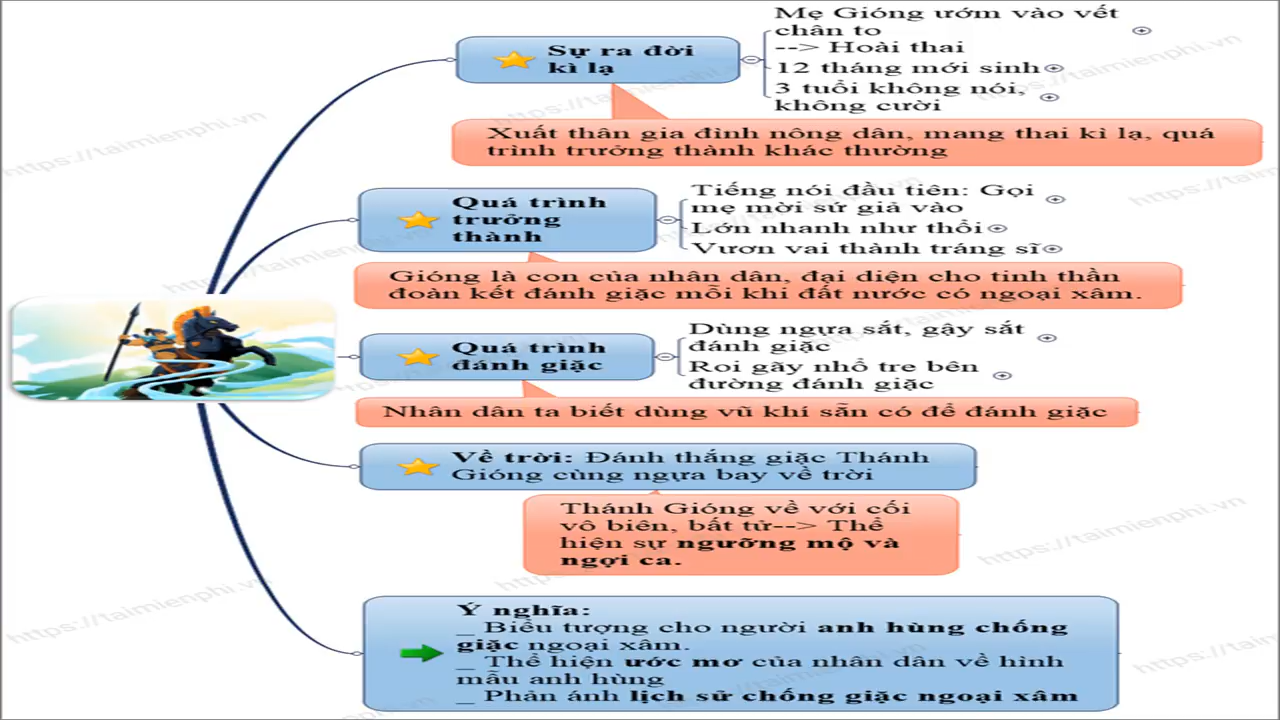 Mẹ Gióng ướm vào vết
chân to
--> Hoài thai
12 tháng mới sinh
3 tuổi không nói,
không cười
Sự ra đời
kì lạ
Xuất thân gia đình nông dân, mang thai kì lạ, quá
trình trưởng thành khác thường
Quá trình
trưởng
thành
Tiếng nói đầu tiên: Gọi
mẹ mời sứ giả vào
Lớn nhanh như thổi
Vươn vai thành tráng sĩ
Gióng là con của nhân dân, đại diện cho tinh thần
đoàn kết đánh giặc mỗi khi đất nước có ngoại xâm.
Quá trình
đánh giặc
Dùng ngựa sắt, gậy sắt
đánh giặc
Roi gãy nhổ tre bên
đường đánh giặc
Nhân dân ta biết dùng vũ khí sẵn có để đánh giặc
Về trời: Đánh thắng giặc Thánh
Gióng cùng ngựa bay về trời
Thánh Gióng về với cối
vô biên, bất tử--> Thể
hiện sự ngưỡng mộ và
ngợi ca.
Ý nghĩa:
_ Biểu tượng cho người anh hùng chống
giặc ngoại xâm.
_ Thể hiện ước mơ của nhân dân về hình
mẫu anh hùng
_ Phản ánh lịch sử chống giặc ngoại xâm
https://taimienphi.vn
https://taimienphi.vn
https://taimienphi.vn
https://taimienphi.vn